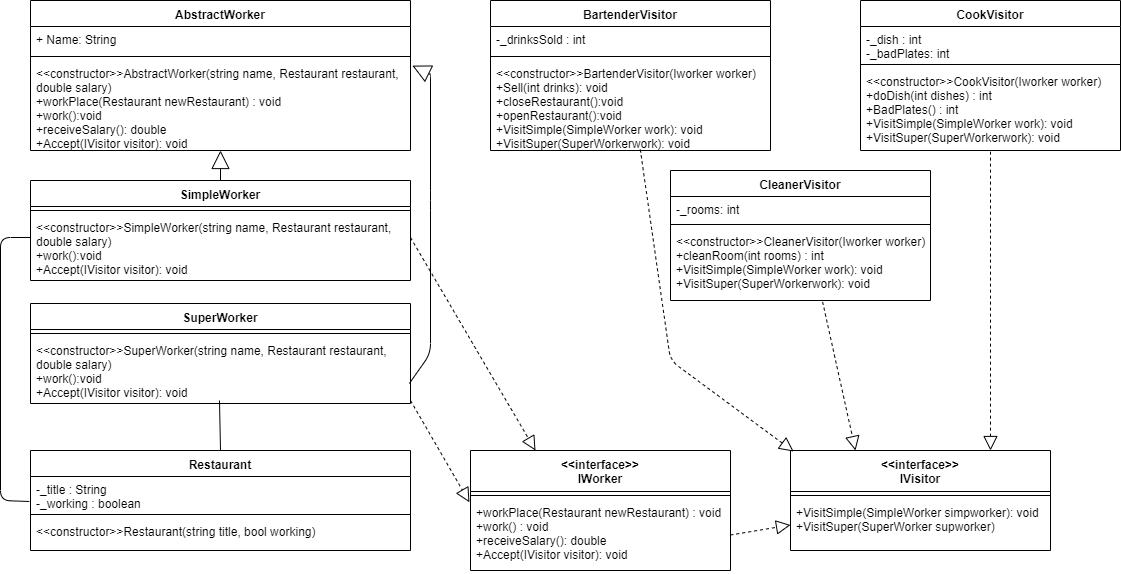 AbstractWorker
+ Name: String
<<constructor>>AbstractWorker(string name, Restaurant restaurant,
double salary)
+workPlace(Restaurant newRestaurant) : void
+work():void
+receiveSalary(): double
+Accept(IVisitor visitor): void
BartenderVisitor
-_drinksSold : int
<<constructor>>BartenderVisitor(Iworker worker)
+Sell(int drinks): void
+closeRestaurant():void
+openRestaurant():void
+VisitSimple(SimpleWorker work): void
+VisitSuper(SuperWorkerwork): void
CookVisitor
-_dish : int
-_badPlates: int
<<constructor>>CookVisitor(Iworker worker)
+doDish(int dishes) : int
+BadPlates() : int
+VisitSimple(SimpleWorker work): void
+VisitSuper(SuperWorkerwork): void
SimpleWorker
<<constructor>>SimpleWorker(string name, Restaurant restaurant,
double salary)
+work():void
+Accept(IVisitor visitor): void
CleanerVisitor
-_rooms: int
<<constructor>>CleanerVisitor(Iworker worker)
+cleanRoom(int rooms) : int
+VisitSimple(SimpleWorker work): void
+VisitSuper(SuperWorkerwork): void
SuperWorker
<<constructor>>SuperWorker(string name, Restaurant restaurant,
double salary)
+work():void
+Accept(IVisitor visitor): void
Restaurant
-_title : String
-_working : boolean
<<constructor>>Restaurant(string title, bool working)
<<interface>>
IWorker
+workPlace(Restaurant newRestaurant) : void
+work() : void
+receiveSalary(): double
+Accept(IVisitor visitor): void
<<interface>>
IVisitor
+VisitSimple(SimpleWorker simpworker): void
+VisitSuper(SuperWorker supworker)